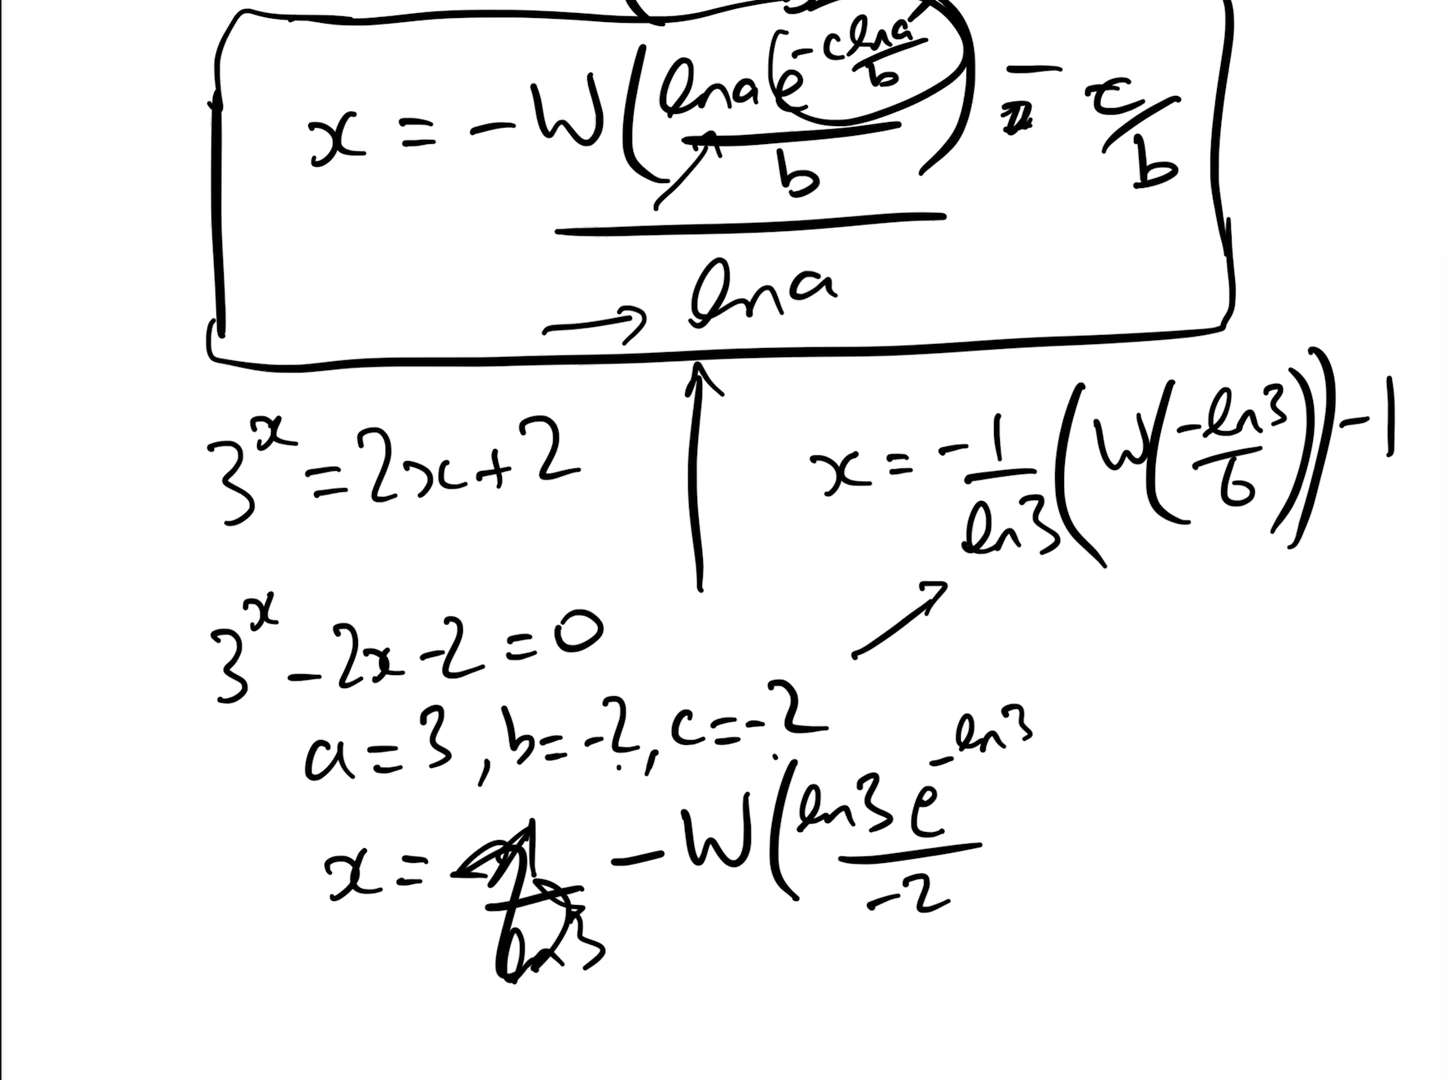 x = -W(ln a e^(-c ln a / b) / b) / ln a - c/b
3^x = 2x + 2
x = -1/ln3 (W(-ln3/6)) - 1
3^x - 2x - 2 = 0
a = 3, b = -2, c = -2
x = -W(ln3 e^(-ln3) / -2